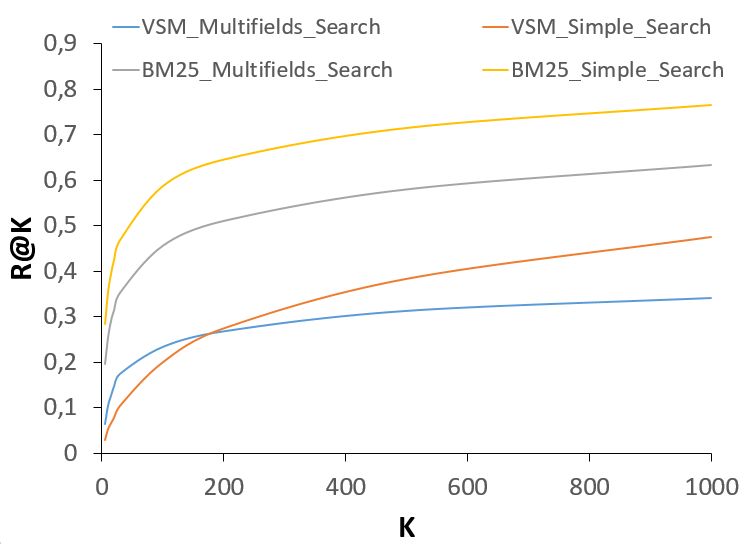 VSM_Multifields_Search VSM_Simple_Search
BM25_Multifields_Search BM25_Simple_Search
0,9
0,8
0,7
0,6
0,5
0,4
0,3
0,2
0,1
0
R@K
0 200 400 600 800 1000
K